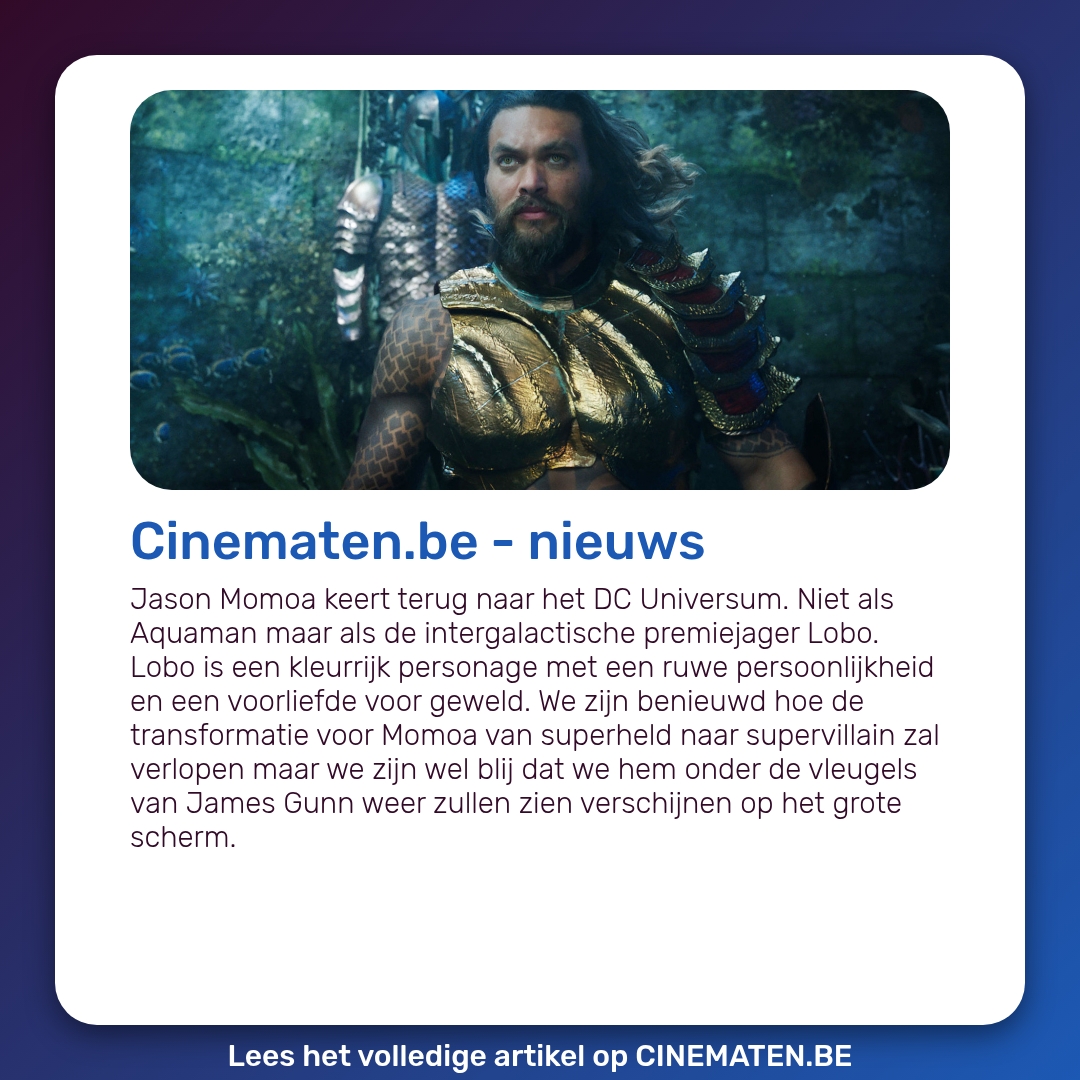 Cinematen.be - nieuws
Jason Momoa keert terug naar het DC Universum. Niet als
Aquaman maar als de intergalactische premiejager Lobo.
Lobo is een kleurrijk personage met een ruwe persoonlijkheid
en een voorliefde voor geweld. We zijn benieuwd hoe de
transformatie voor Momoa van superheld naar supervillain zal
verlopen maar we zijn wel blij dat we hem onder de vleugels
van James Gunn weer zullen zien verschijnen op het grote
scherm.
Lees het volledige artikel op CINEMATEN.BE